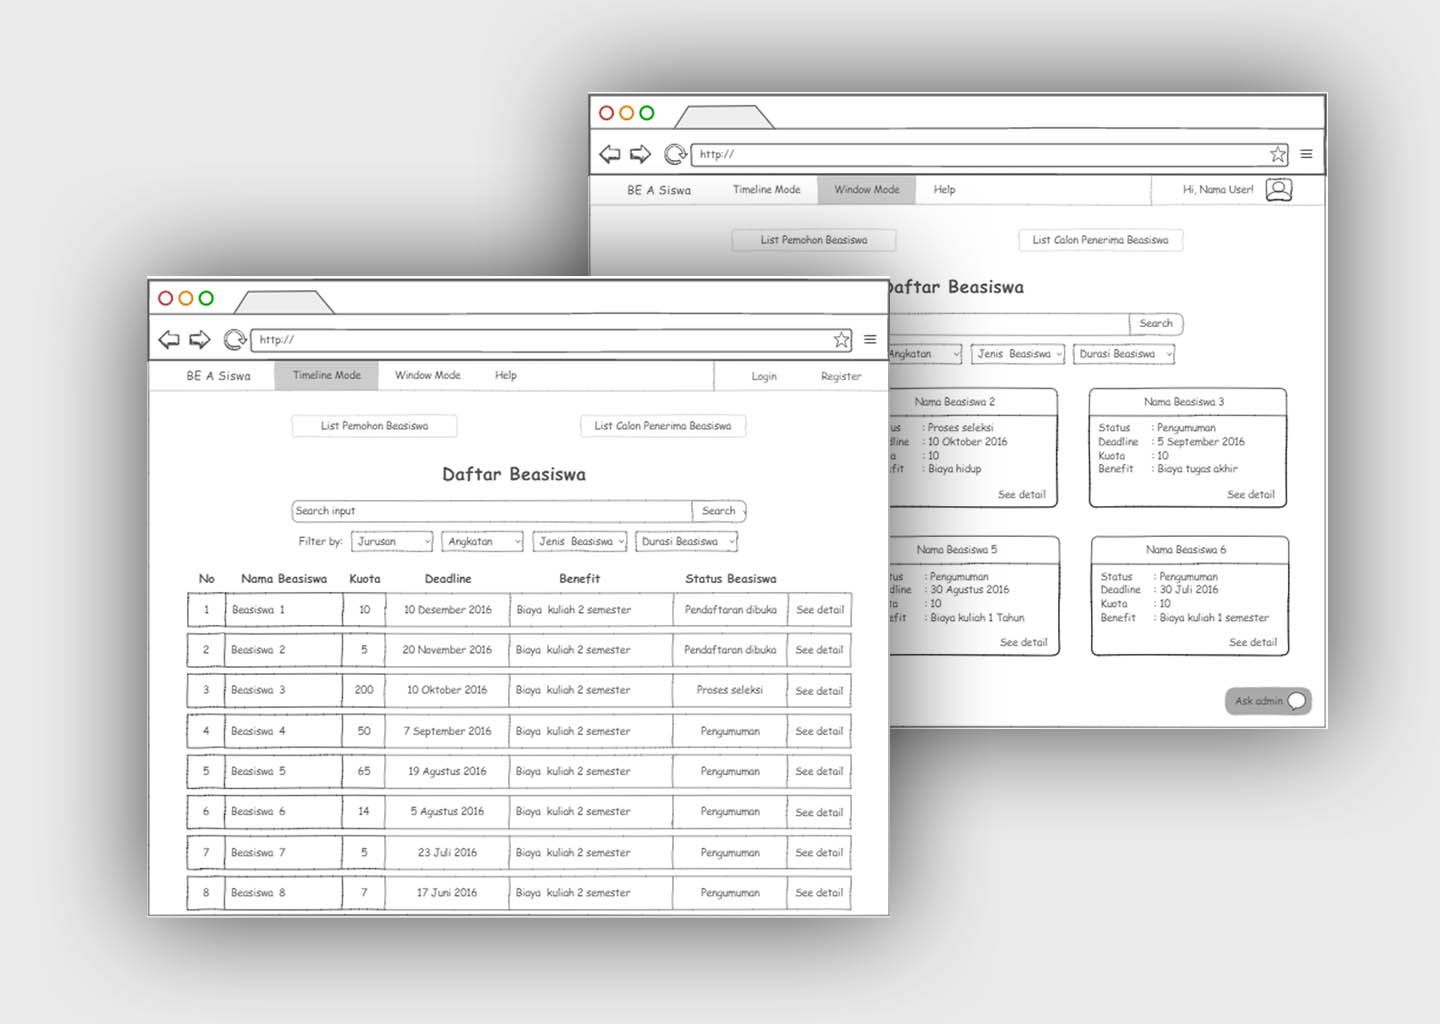 http://
BE A Siswa Timeline Mode Window Mode Help Hi, Nama User!
List Pemohon Beasiswa List Calon Penerima Beasiswa
Daftar Beasiswa
Search
Angkatan Jenis Beasiswa Durasi Beasiswa
Nama Beasiswa 2 Nama Beasiswa 3
: Proses seleksi Status : Pengumuman
: 10 Oktober 2016 Deadline : 5 September 2016
: 10 Kuota : 10
: Biaya hidup Benefit : Biaya tugas akhir
See detail See detail
Nama Beasiswa 5 Nama Beasiswa 6
: Pengumuman Status : Pengumuman
: 30 Agustus 2016 Deadline : 30 Juli 2016
: 10 Kuota : 10
: Biaya kuliah 1 Tahun Benefit : Biaya kuliah 1 semester
See detail See detail
Ask admin
http://
BE A Siswa Timeline Mode Window Mode Help Login Register
List Pemohon Beasiswa List Calon Penerima Beasiswa
Daftar Beasiswa
Search input Search
Filter by: Jurusan Angkatan Jenis Beasiswa Durasi Beasiswa
No Nama Beasiswa Kuota Deadline Benefit Status Beasiswa
1 Beasiswa 1 10 10 Desember 2016 Biaya kuliah 2 semester Pendaftaran dibuka See detail
2 Beasiswa 2 5 20 November 2016 Biaya kuliah 2 semester Pendaftaran dibuka See detail
3 Beasiswa 3 200 10 Oktober 2016 Biaya kuliah 2 semester Proses seleksi See detail
4 Beasiswa 4 50 7 September 2016 Biaya kuliah 2 semester Pengumuman See detail
5 Beasiswa 5 65 19 Agustus 2016 Biaya kuliah 2 semester Pengumuman See detail
6 Beasiswa 6 14 5 Agustus 2016 Biaya kuliah 2 semester Pengumuman See detail
7 Beasiswa 7 5 23 Juli 2016 Biaya kuliah 2 semester Pengumuman See detail
8 Beasiswa 8 7 17 Juni 2016 Biaya kuliah 2 semester Pengumuman See detail